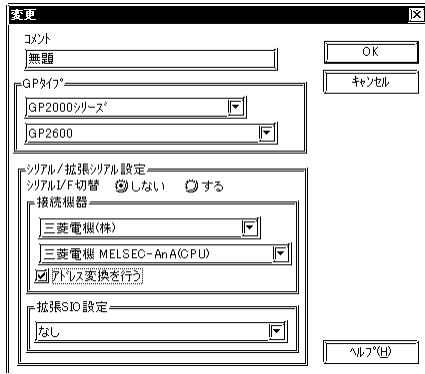 変更
コメント
無題
OK
キャンセル
GPタイプ
GP2000シリーズ
GP2600
シリアル/拡張シリアル設定
シリアルI/F切替 しない する
接続機器
三菱電機(株)
三菱電機 MELSEC-AnA(CPU)
アドレス変換を行う
拡張SIO設定
なし
ヘルプ(H)